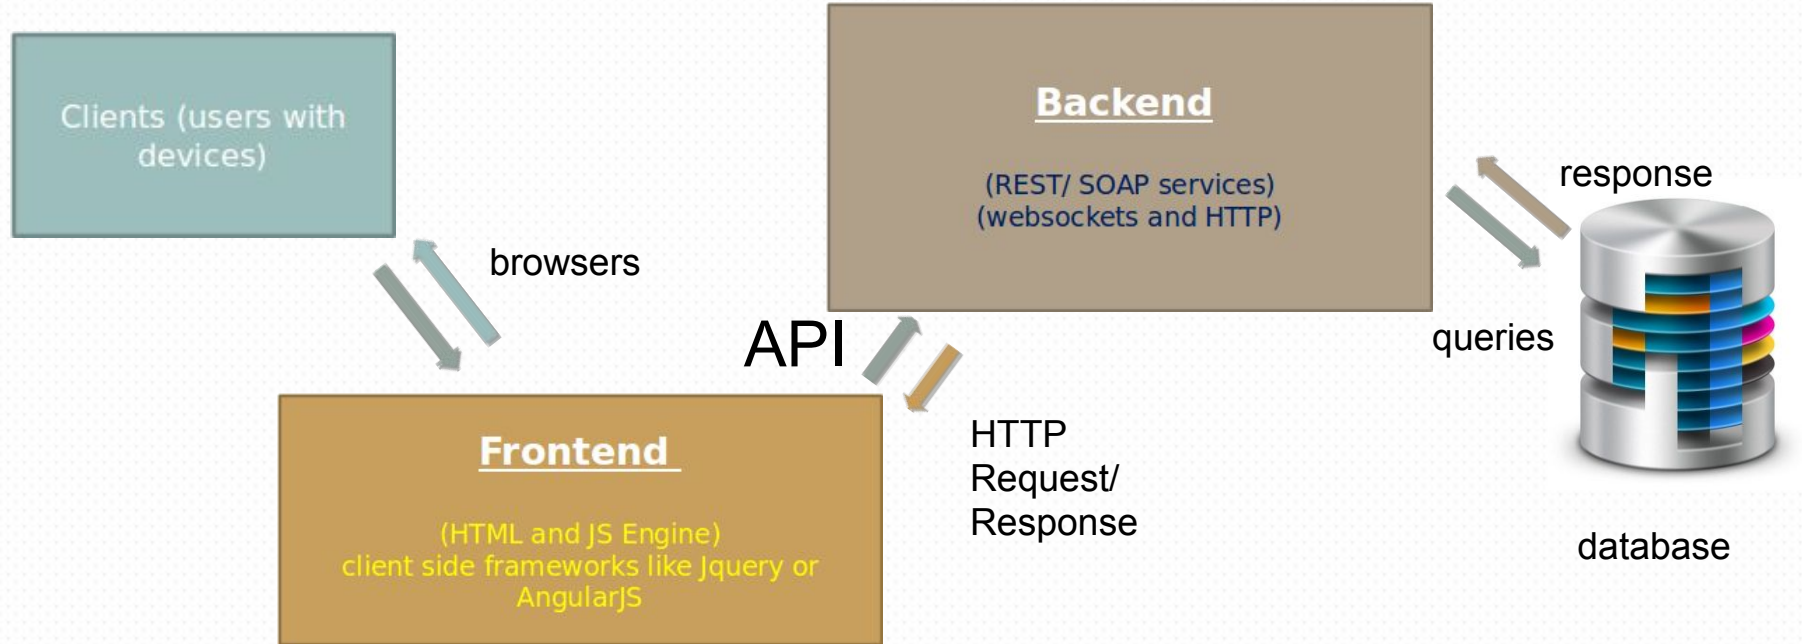 Clients (users with
devices)
browsers
Backend
(REST/ SOAP services)
(websockets and HTTP)
response
queries
database
API
HTTP
Request/
Response
Frontend
(HTML and JS Engine)
client side frameworks like Jquery or
AngularJS